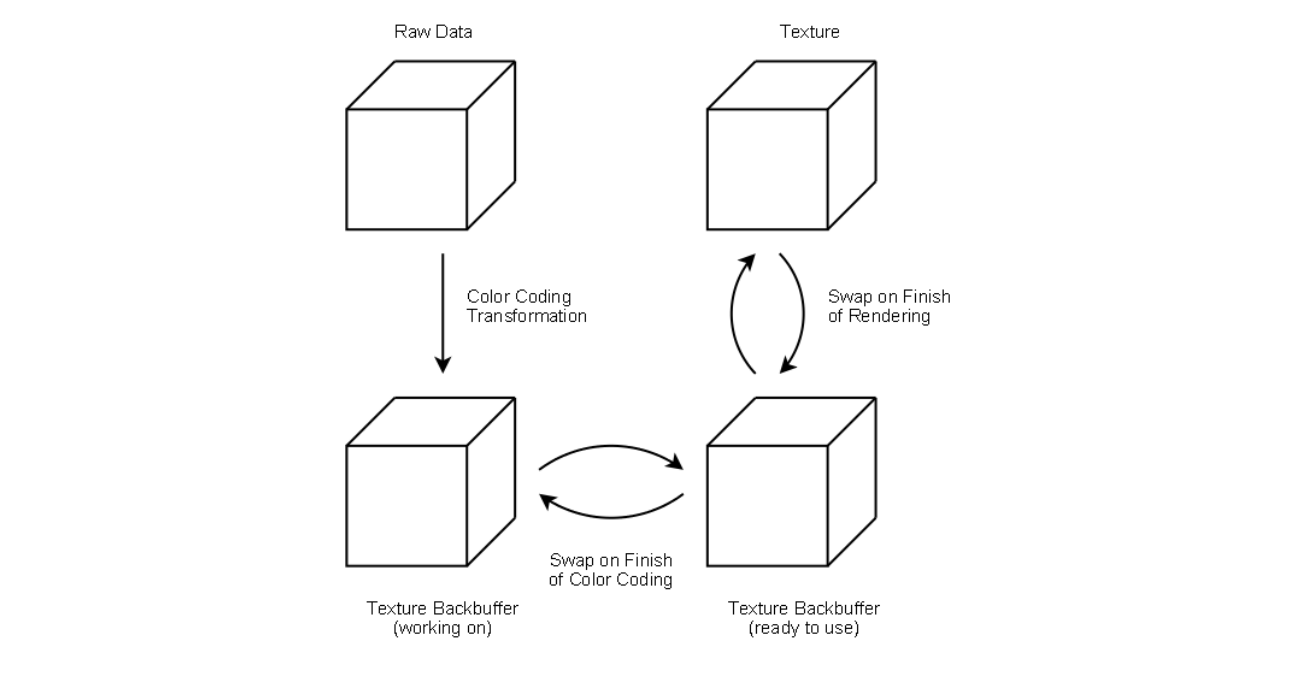 Raw Data
Texture
Color Coding
Transformation
Swap on Finish
of Rendering
Swap on Finish
of Color Coding
Texture Backbuffer
(working on)
Texture Backbuffer
(ready to use)